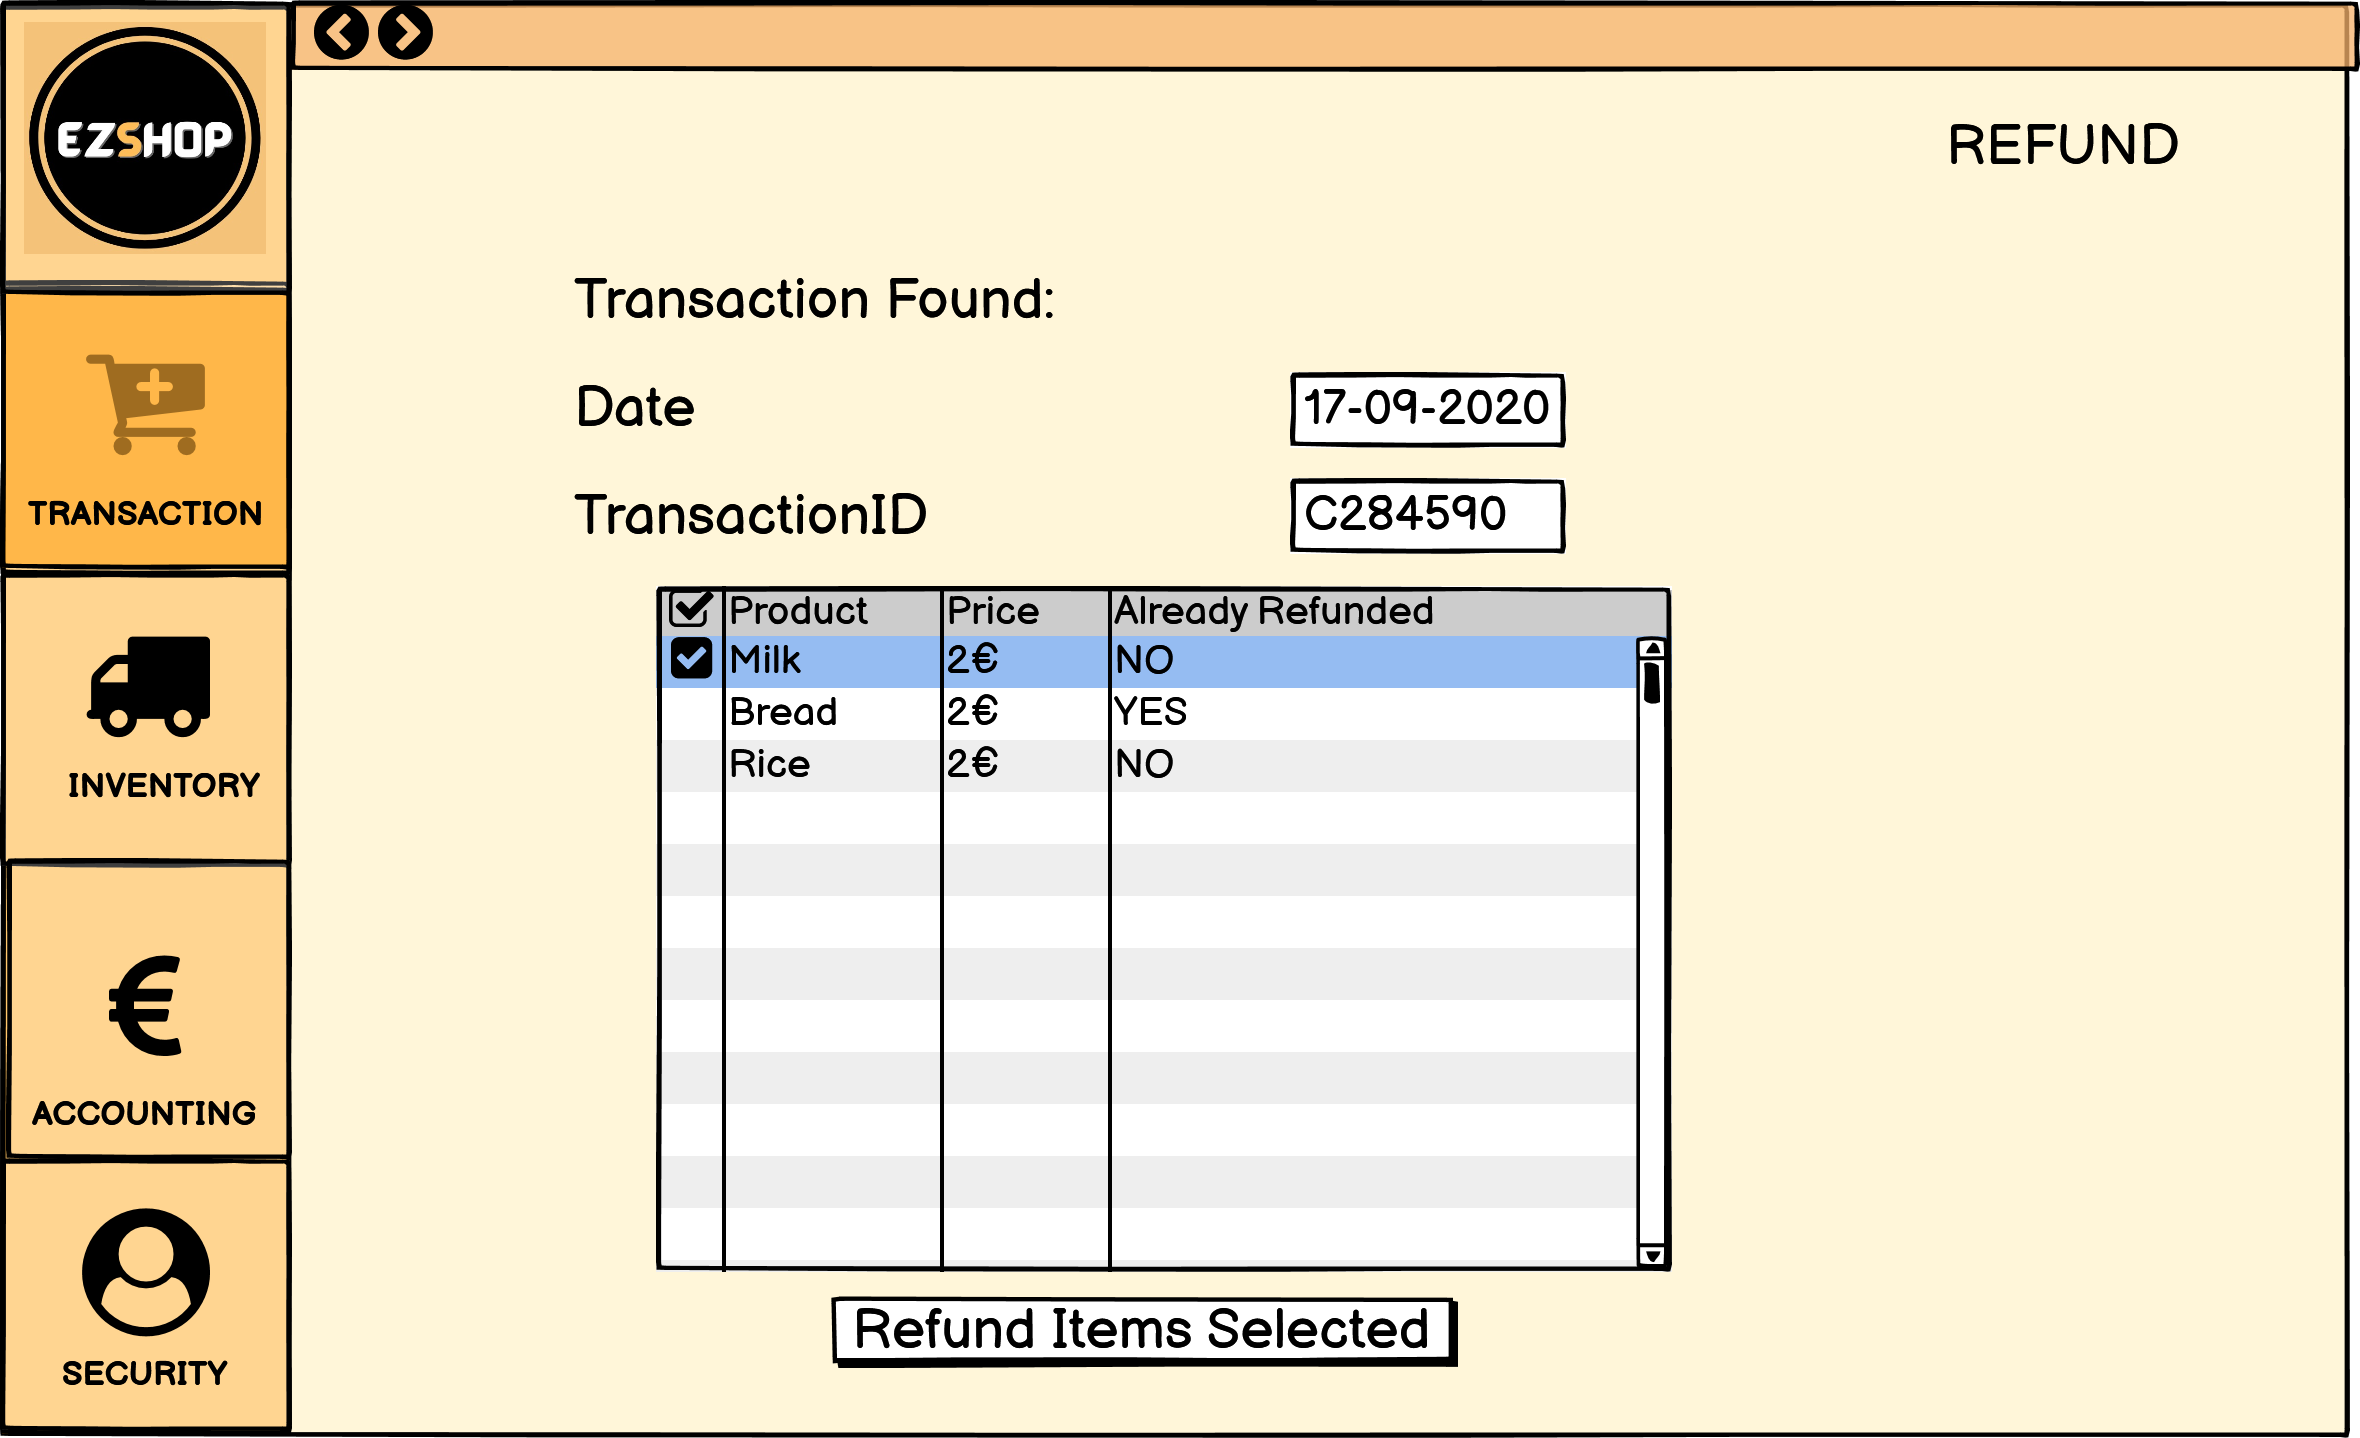 EZSHOP
REFUND
Transaction Found:
Date 17-09-2020
TRANSACTION
TransactionID C284590
Product Price Already Refunded
Milk 2€ NO
Bread 2€ YES
Rice 2€ NO
INVENTORY
€
ACCOUNTING
Refund Items Selected
SECURITY